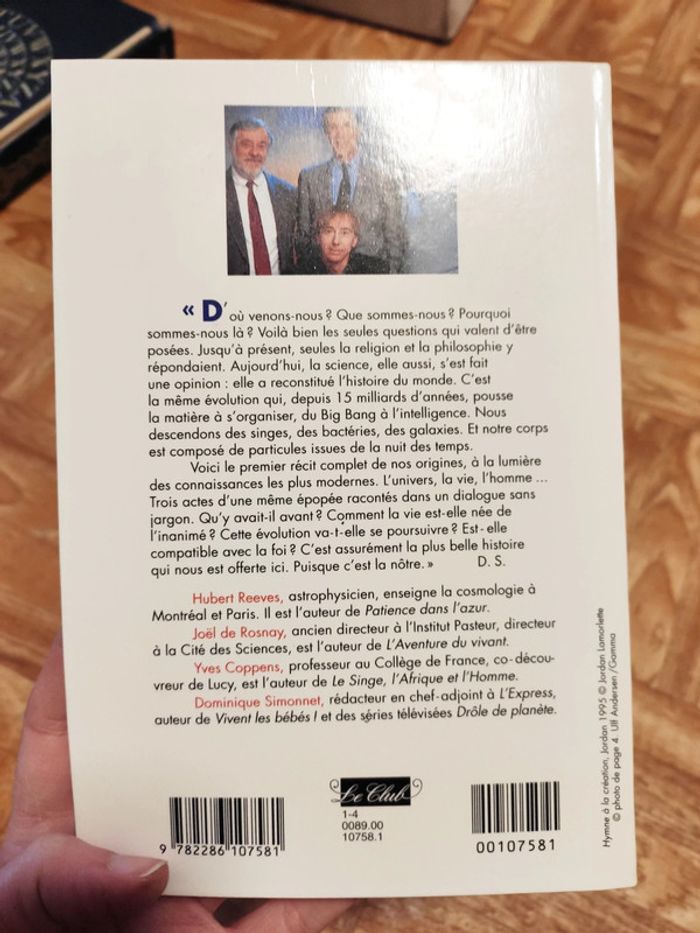 « D'où venons-nous ? Que sommes-nous ? Pourquoi
sommes-nous là ? Voilà bien les seules questions qui valent d'être
posées. Jusqu'à présent, seules la religion et la philosophie y
répondaient. Aujourd'hui, la science, elle aussi, s'est fait
une opinion : elle a reconstitué l'histoire du monde. C'est
la même évolution qui, depuis 15 milliards d'années, pousse
la matière à s'organiser, du Big Bang à l'intelligence. Nous
descendons des singes, des bactéries, des galaxies. Et notre corps
est composé de particules issues de la nuit des temps.
Voici le premier récit complet de nos origines, à la lumière
des connaissances les plus modernes. L'univers, la vie, l'homme ...
Trois actes d'une même épopée racontés dans un dialogue sans
jargon. Qu'y avait-il avant ? Comment la vie est-elle née de
l'inanimé ? Cette évolution va-t-elle se poursuivre ? Est-elle
compatible avec la foi ? C'est assurément la plus belle histoire
qui nous est offerte ici. Puisque c'est la nôtre. » D. S.
Hubert Reeves, astrophysicien, enseigne la cosmologie à
Montréal et Paris. Il est l'auteur de Patience dans l'azur.
Joël de Rosnay, ancien directeur à l'Institut Pasteur, directeur
à la Cité des Sciences, est l'auteur de L'Aventure du vivant.
Yves Coppens, professeur au Collège de France, co-décou-
vreur de Lucy, est l'auteur de Le Singe, l'Afrique et l'Homme.
Dominique Simonnet, rédacteur en chef-adjoint à L'Express,
auteur de Vivent les bébés ! et des séries télévisées Drôle de planète.
Le Club
1-4
0089.00
10758.1
9 782286 107581
00107581
Hymne à la création, Jordan 1995 © Jordan Lamorlette
© photo de page 4. Ulf Andersen /Gamma